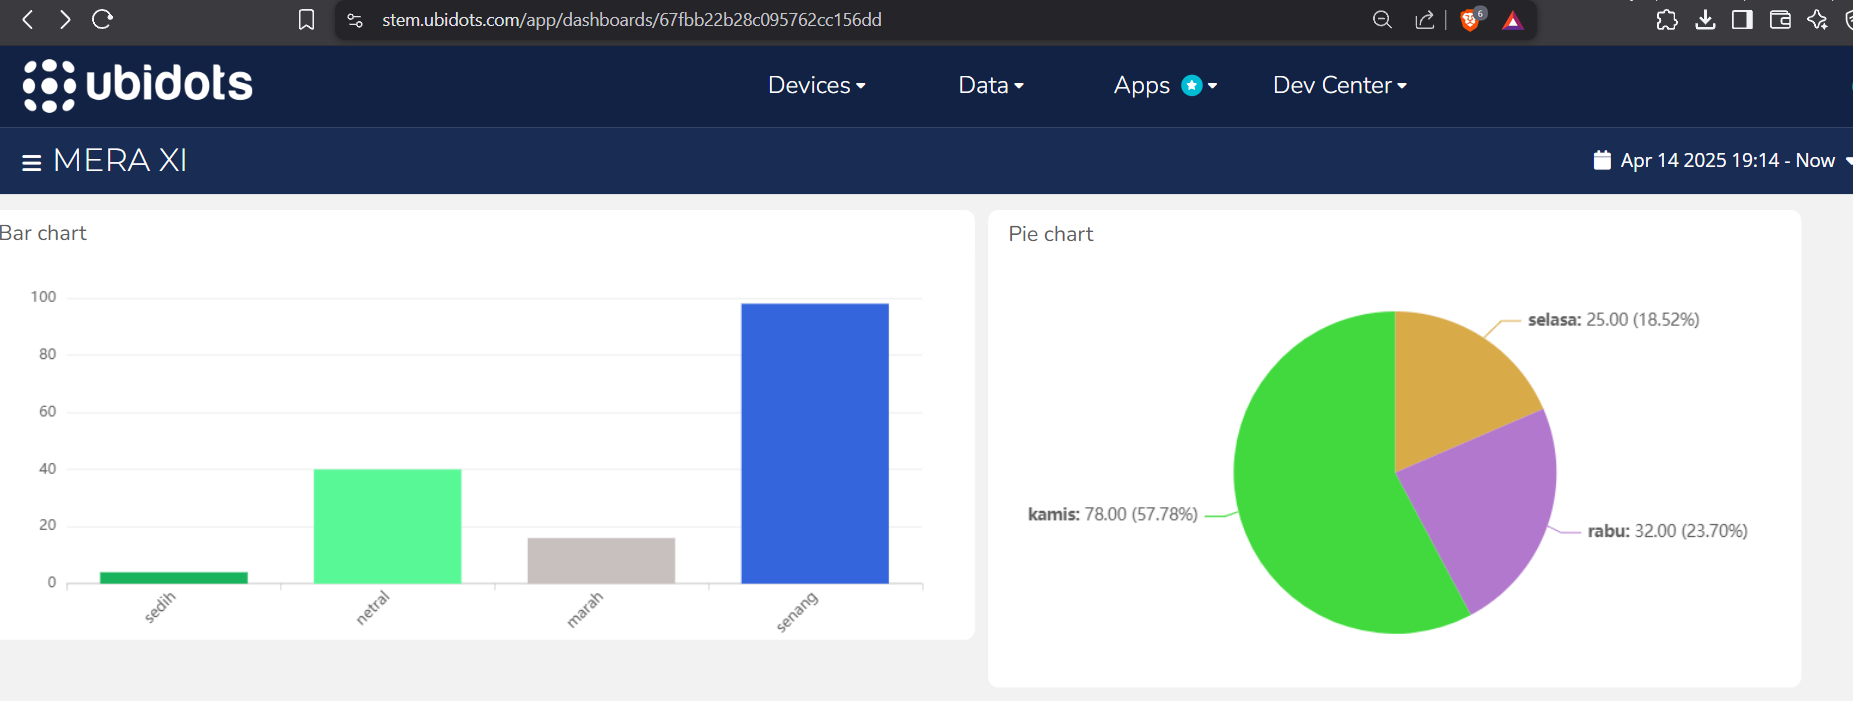 stem.ubidots.com/app/dashboards/67fbb22b28c095762cc156dd
6
ubidots
Devices
Data
Apps
Dev Center
MERA XI
Apr 14 2025 19:14 - Now
Bar chart
100
80
60
40
20
0
sedih
netral
marah
senang
Pie chart
selasa: 25.00 (18.52%)
kamis: 78.00 (57.78%)
rabu: 32.00 (23.70%)